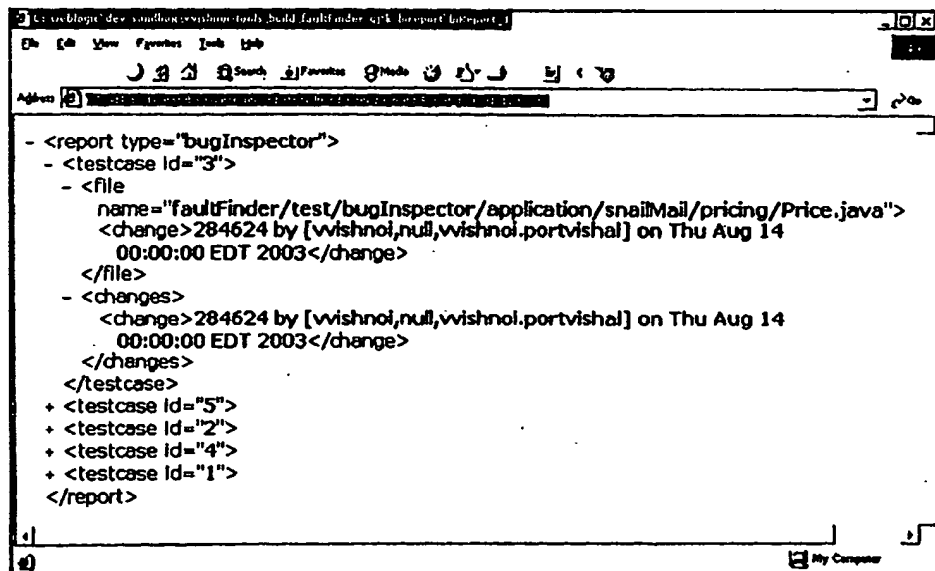 File Edit View Favorites Tools Help
Search Favorites Media
Address Go
- <report type="bugInspector">
- <testcase id="3">
- <file
name="faultFinder/test/bugInspector/application/snailMail/pricing/Price.java">
<change>284624 by [vvishnoi,null,vvishnoi.portvishal] on Thu Aug 14
00:00:00 EDT 2003</change>
</file>
- <changes>
<change>284624 by [vvishnoi,null,vvishnoi.portvishal] on Thu Aug 14
00:00:00 EDT 2003</change>
</changes>
</testcase>
+ <testcase id="5">
+ <testcase id="2">
+ <testcase id="4">
+ <testcase id="1">
</report>
My Computer